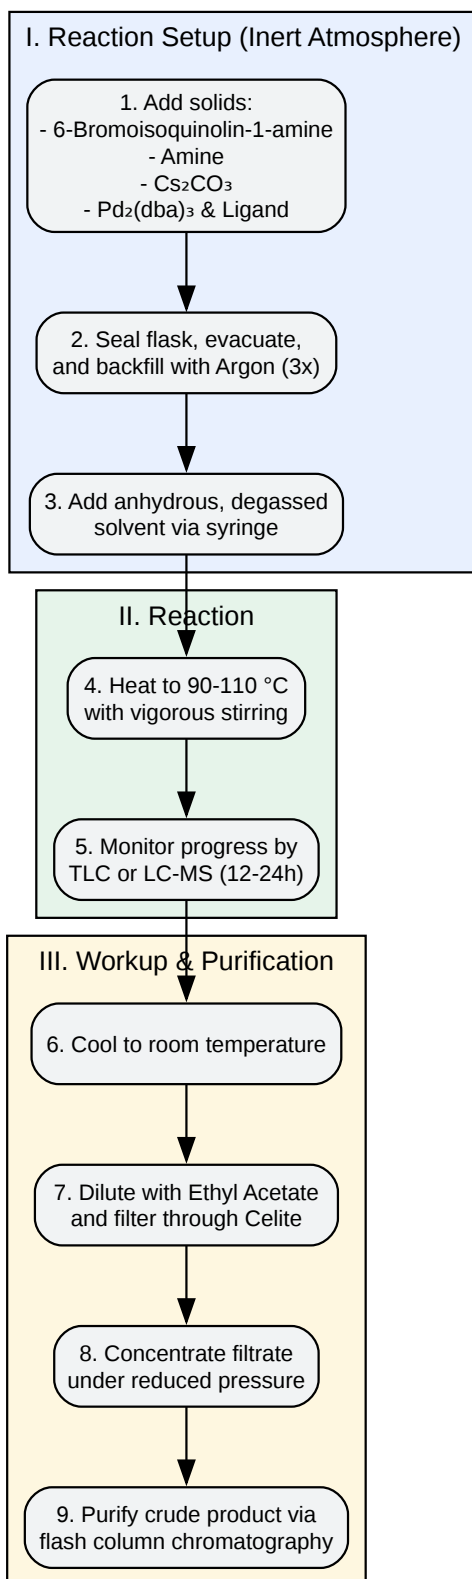 I. Reaction Setup (Inert Atmosphere)
1. Add solids:
- 6-Bromoisoquinolin-1-amine
- Amine
- Cs₂CO₃
- Pd₂(dba)₃ & Ligand
2. Seal flask, evacuate,
and backfill with Argon (3x)
3. Add anhydrous, degassed
solvent via syringe
II. Reaction
4. Heat to 90-110 °C
with vigorous stirring
5. Monitor progress by
TLC or LC-MS (12-24h)
III. Workup & Purification
6. Cool to room temperature
7. Dilute with Ethyl Acetate
and filter through Celite
8. Concentrate filtrate
under reduced pressure
9. Purify crude product via
flash column chromatography